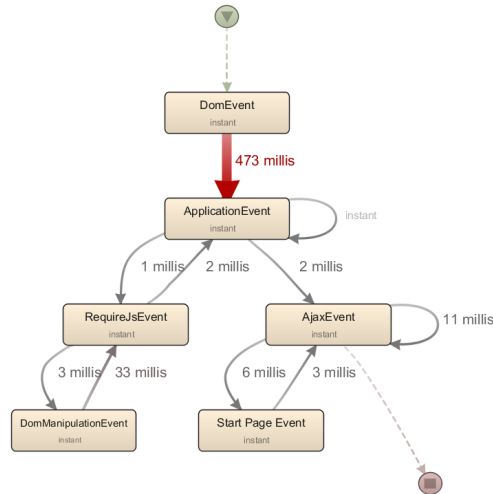 DomEvent
instant
473 millis
ApplicationEvent
instant
instant
1 millis
2 millis
2 millis
RequireJsEvent
instant
AjaxEvent
instant
11 millis
3 millis
33 millis
6 millis
3 millis
DomManipulationEvent
instant
Start Page Event
instant